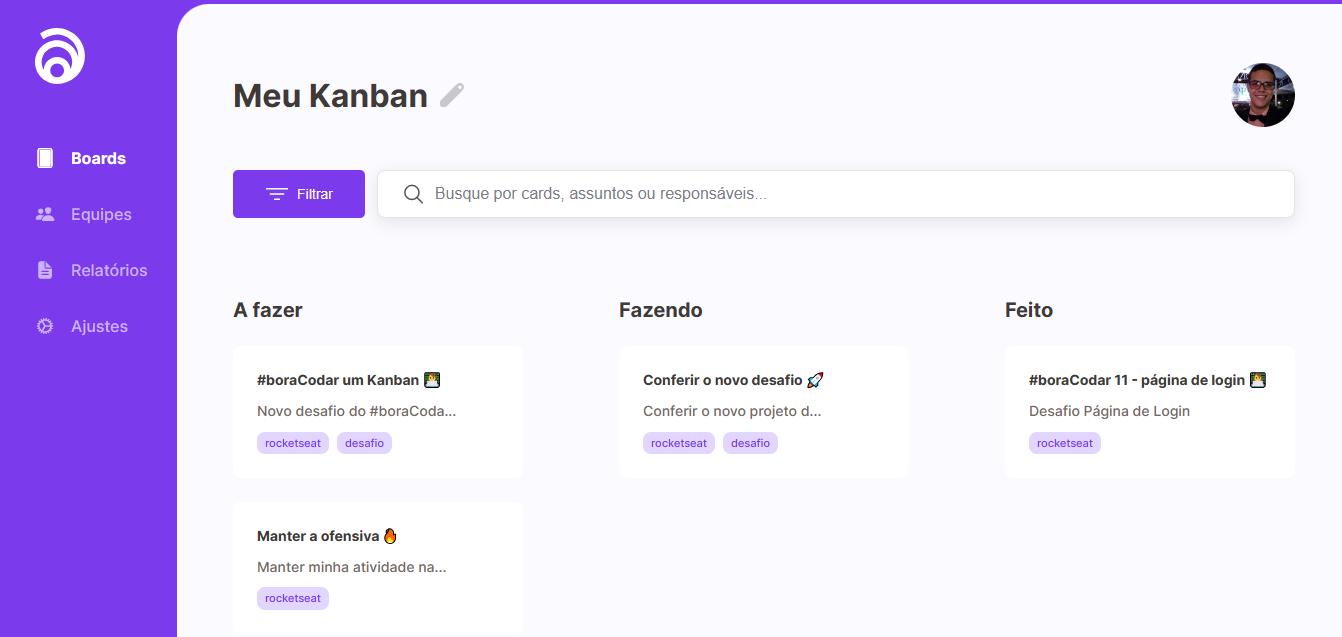 Meu Kanban
Boards
Equipes
Relatórios
Ajustes
Filtrar
Busque por cards, assuntos ou responsáveis...
A fazer
#boraCodar um Kanban
Novo desafio do #boraCoda...
rocketseat desafio
Manter a ofensiva
Manter minha atividade na...
rocketseat
Fazendo
Conferir o novo desafio
Conferir o novo projeto d...
rocketseat desafio
Feito
#boraCodar 11 - página de login
Desafio Página de Login
rocketseat